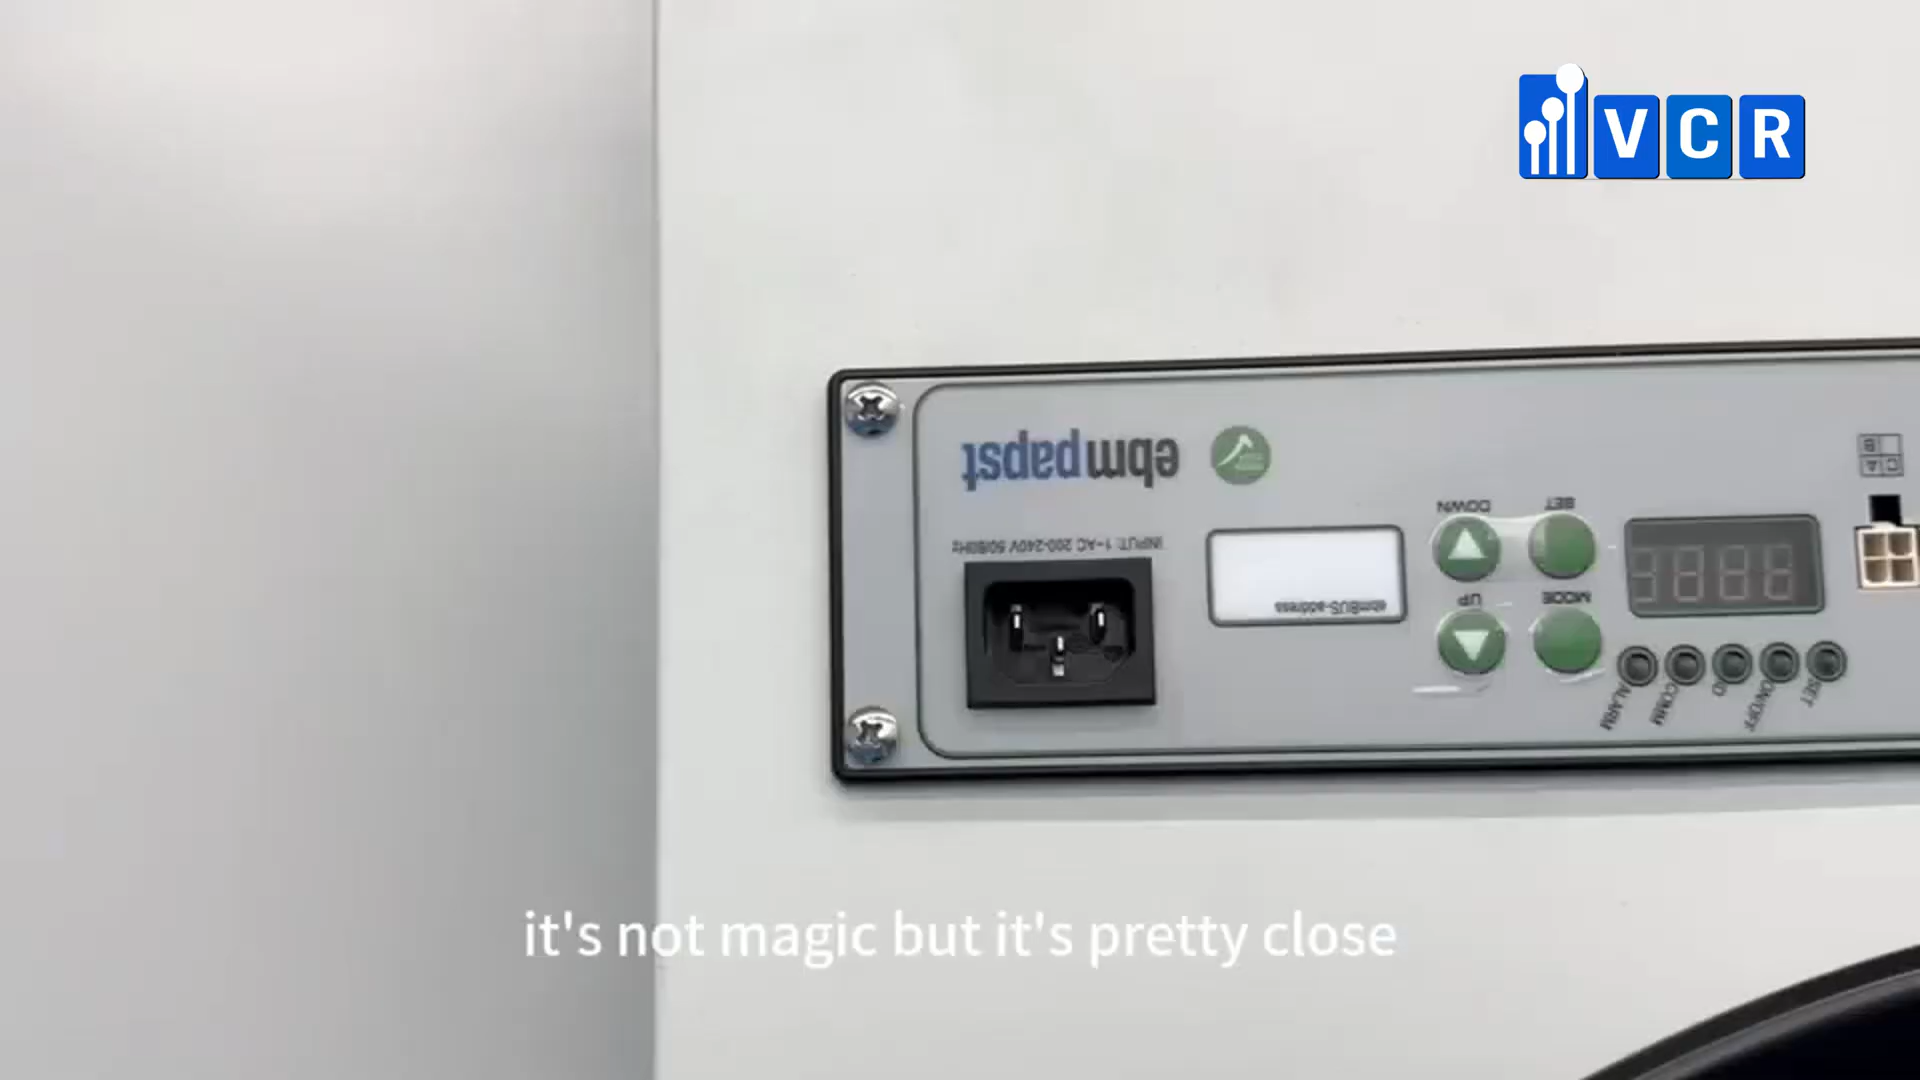 VCR
ebmpapst
INPUT: 1~AC 200-240V 50/60Hz
ebmBUS-address
DOWN
SET
UP
MODE
ALARM
COMM
ID
ON/OFF
SET
C A
B
it's not magic but it's pretty close